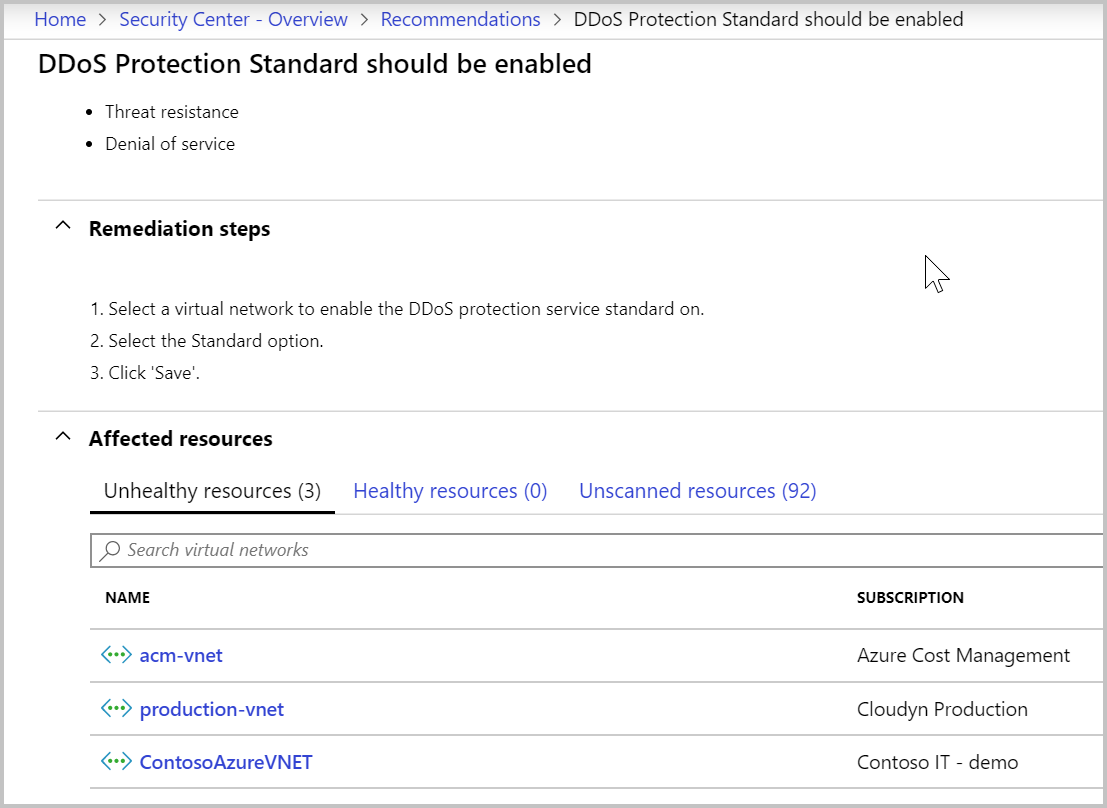 Home > Security Center - Overview > Recommendations > DDoS Protection Standard should be enabled
DDoS Protection Standard should be enabled
• Threat resistance
• Denial of service
Remediation steps
1. Select a virtual network to enable the DDoS protection service standard on.
2. Select the Standard option.
3. Click 'Save'.
Affected resources
Unhealthy resources (3) Healthy resources (0) Unscanned resources (92)
Search virtual networks
NAME SUBSCRIPTION
acm-vnet Azure Cost Management
production-vnet Cloudyn Production
ContosoAzureVNET Contoso IT - demo